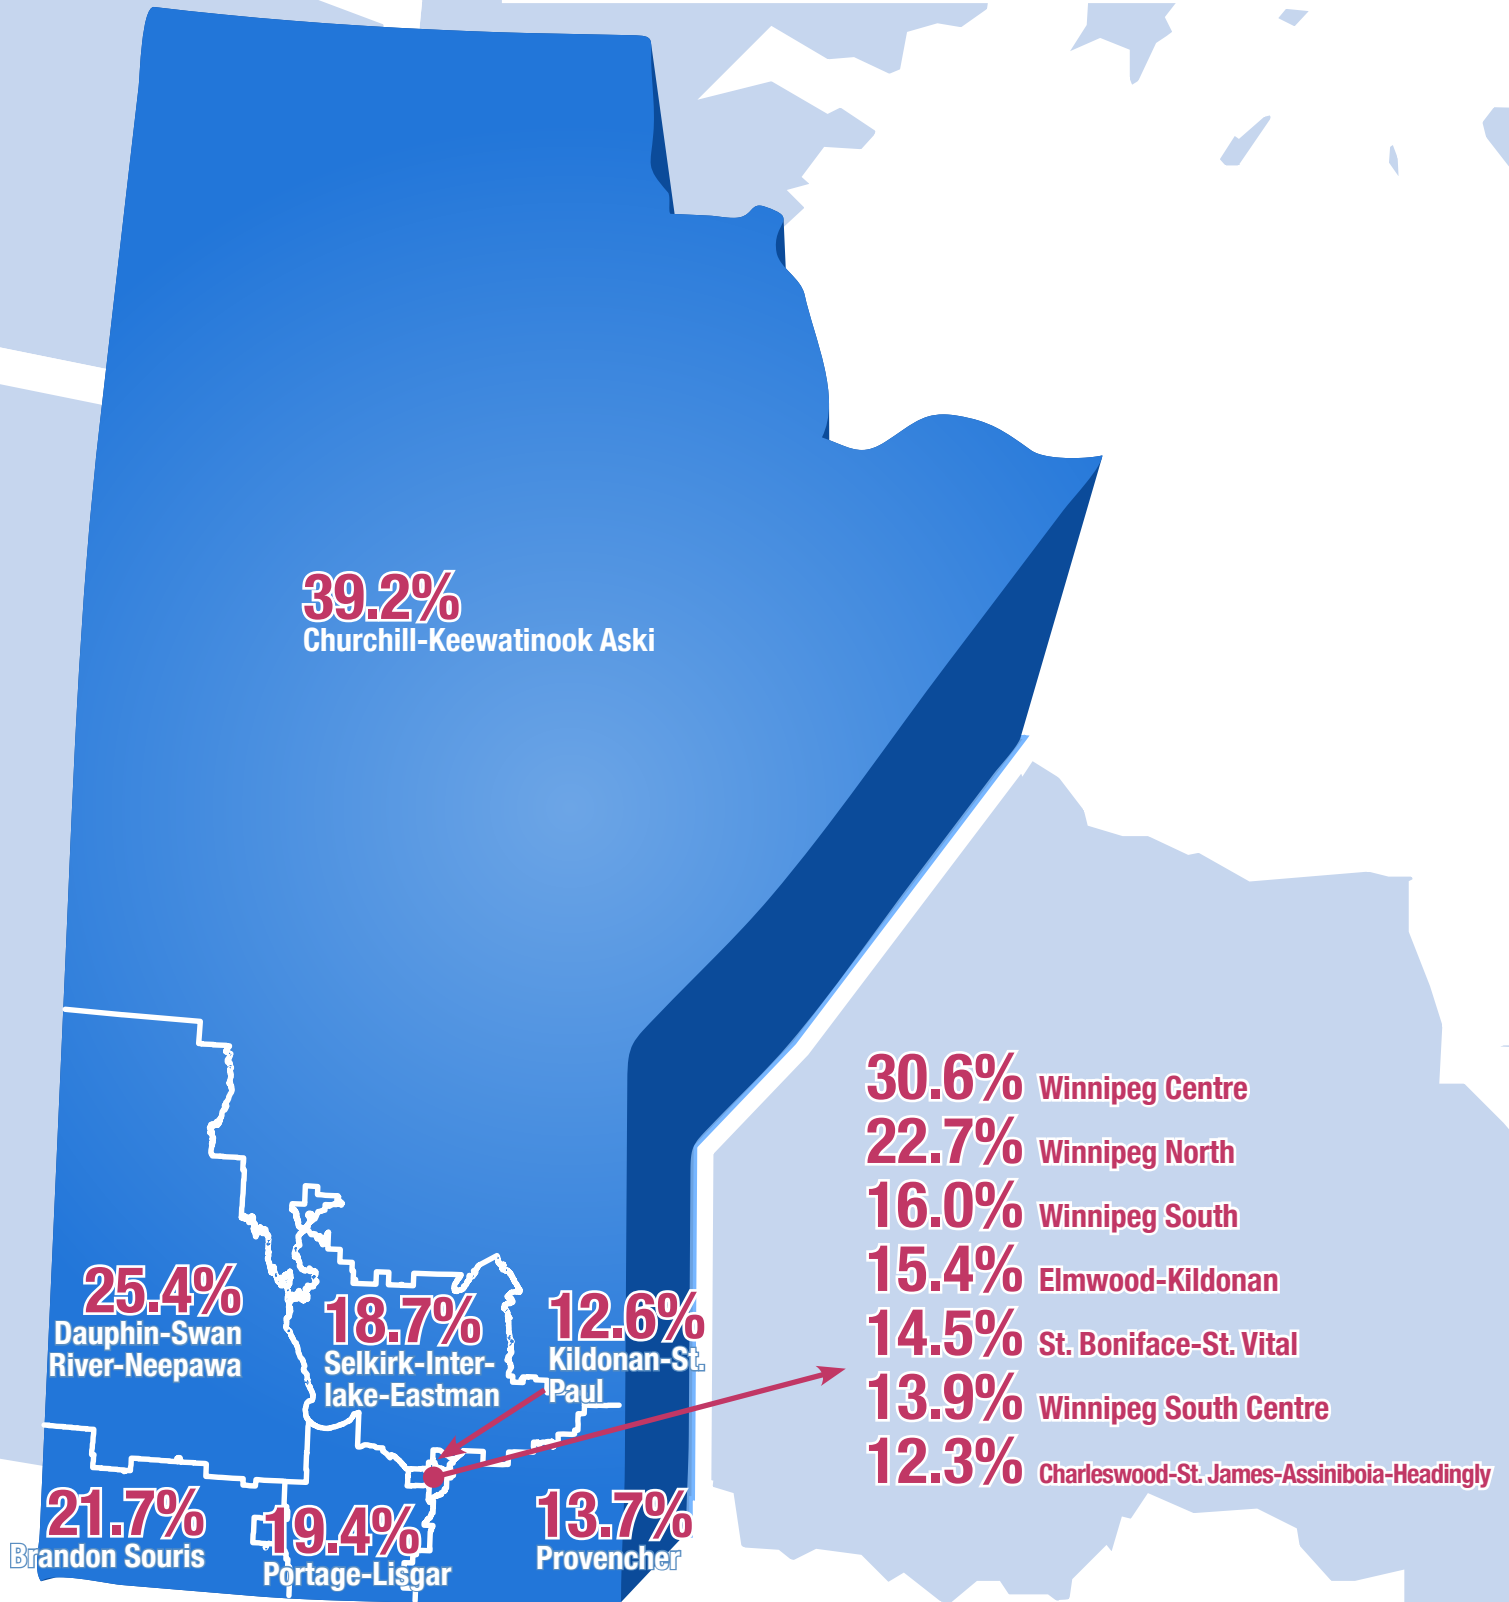 39.2%
Churchill-Keewatinook Aski
25.4%
Dauphin-Swan
River-Neepawa
18.7%
Selkirk-Inter-
lake-Eastman
12.6%
Kildonan-St.
Paul
21.7%
Brandon Souris
19.4%
Portage-Lisgar
13.7%
Provencher
30.6% Winnipeg Centre
22.7% Winnipeg North
16.0% Winnipeg South
15.4% Elmwood-Kildonan
14.5% St. Boniface-St. Vital
13.9% Winnipeg South Centre
12.3% Charleswood-St. James-Assiniboia-Headingly